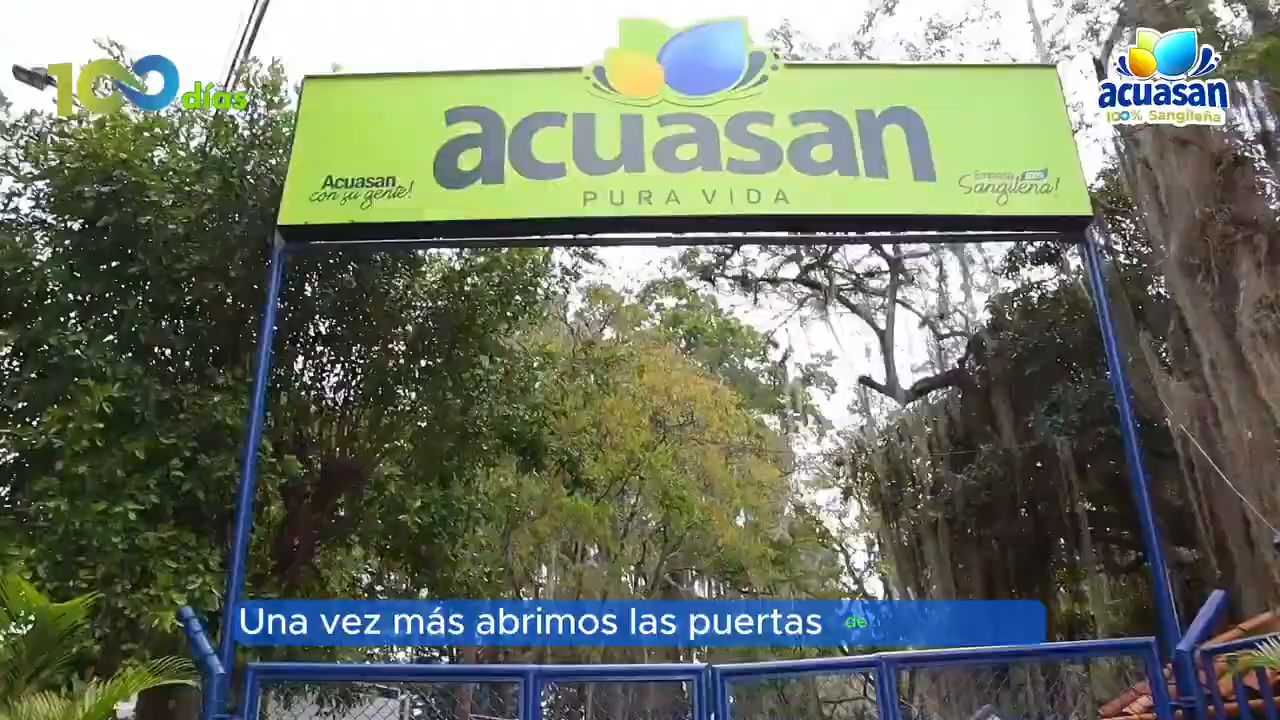 100 días
acuasan
100% Sangileña
acuasan
PURA VIDA
Acuasan
con su gente!
Empresa 100%
Sangileña!
Una vez más abrimos las puertas de